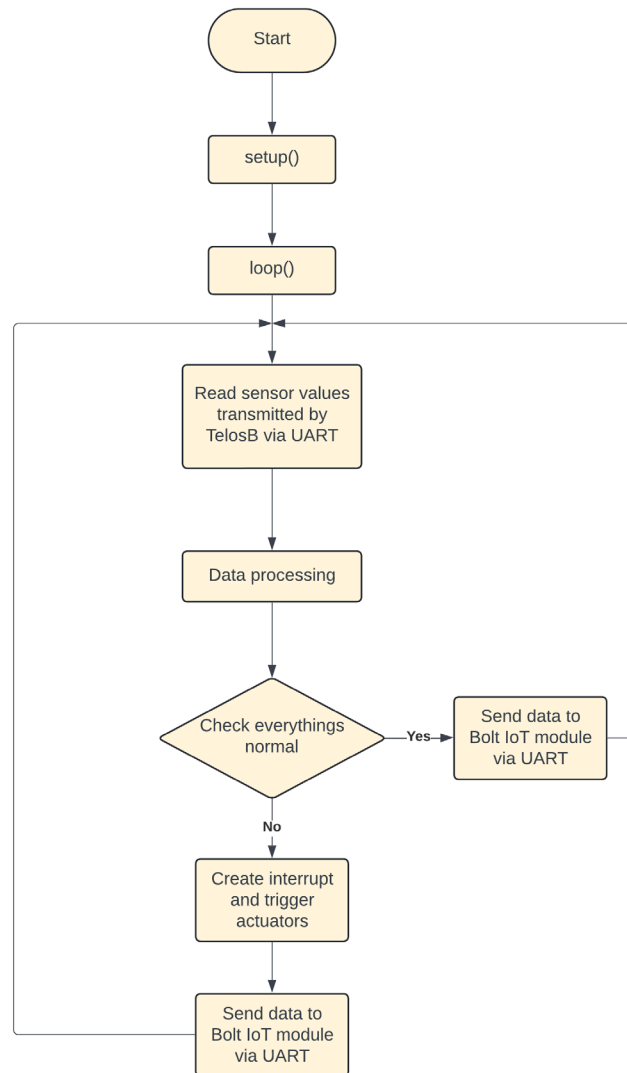 Start
setup()
loop()
Read sensor values
transmitted by
TelosB via UART
Data processing
Check everythings
normal
Yes
Send data to
Bolt IoT module
via UART
No
Create interrupt
and trigger
actuators
Send data to
Bolt IoT module
via UART